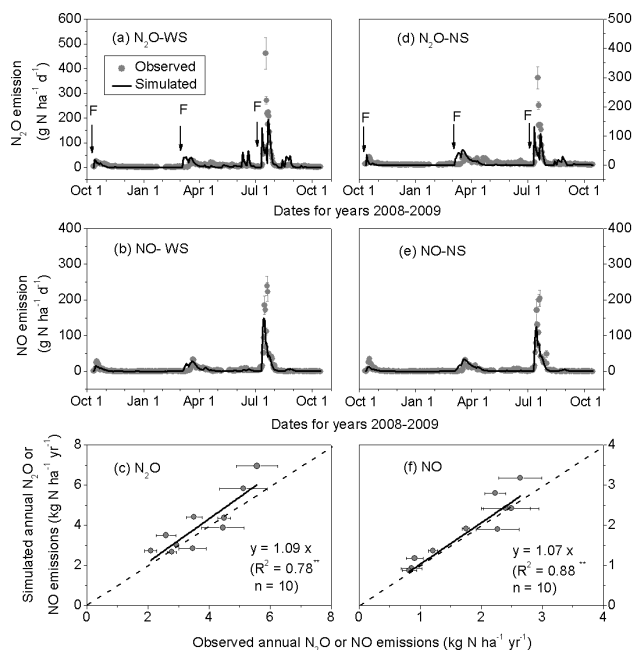 (a) N₂O-WS
Observed
Simulated
F
F
F
600
500
400
300
200
100
0
N₂O emission
(g N ha⁻¹ d⁻¹)
Oct 1 Jan 1 Apr 1 Jul 1 Oct 1
(d) N₂O-NS
F
F
F
500
400
300
200
100
0
Oct 1 Jan 1 Apr 1 Jul 1 Oct 1
Dates for years 2008-2009
(b) NO- WS
400
300
200
100
0
NO emission
(g N ha⁻¹ d⁻¹)
Oct 1 Jan 1 Apr 1 Jul 1 Oct 1
(e) NO-NS
400
300
200
100
0
Oct 1 Jan 1 Apr 1 Jul 1 Oct 1
Dates for years 2008-2009
(c) N₂O
8
6
4
2
0
Simulated annual N₂O or
NO emissions (kg N ha⁻¹ yr⁻¹)
y = 1.09 x
(R² = 0.78**
n = 10)
0 2 4 6 8
(f) NO
4
3
2
1
0
y = 1.07 x
(R² = 0.88 **
n = 10)
0 1 2 3 4
Observed annual N₂O or NO emissions (kg N ha⁻¹ yr⁻¹)